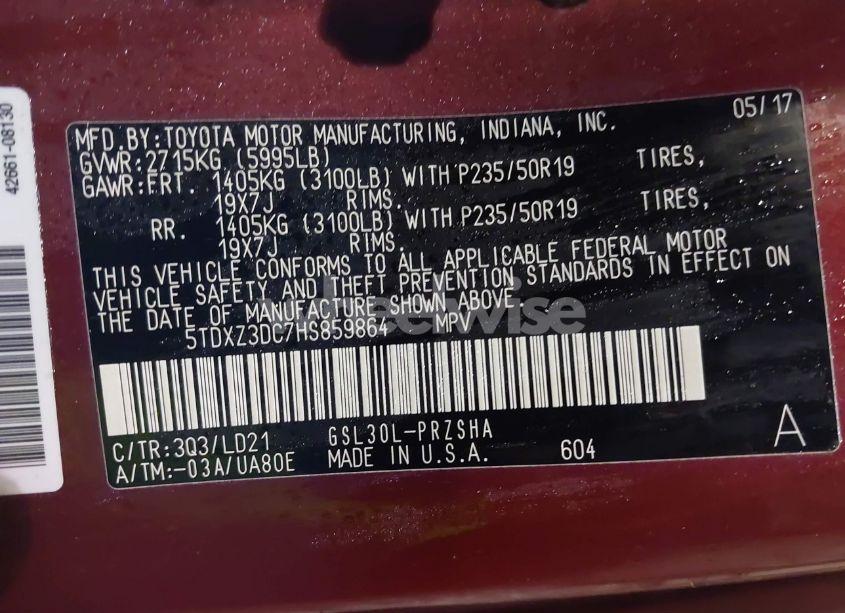 42661-08130
05/17
MFD.BY:TOYOTA MOTOR MANUFACTURING, INDIANA, INC.
GVWR:2715KG (5995LB)
GAWR:FRT. 1405KG (3100LB) WITH P235/50R19 TIRES,
19X7J RIMS.
RR. 1405KG (3100LB) WITH P235/50R19 TIRES,
19X7J RIMS.
THIS VEHICLE CONFORMS TO ALL APPLICABLE FEDERAL MOTOR
VEHICLE SAFETY AND THEFT PREVENTION STANDARDS IN EFFECT ON
THE DATE OF MANUFACTURE SHOWN ABOVE.
5TDXZ3DC7HS859864 MPV
C/TR:3Q3/LD21 GSL30L-PRZSHA
A/TM:-03A/UA80E MADE IN U.S.A. 604
A